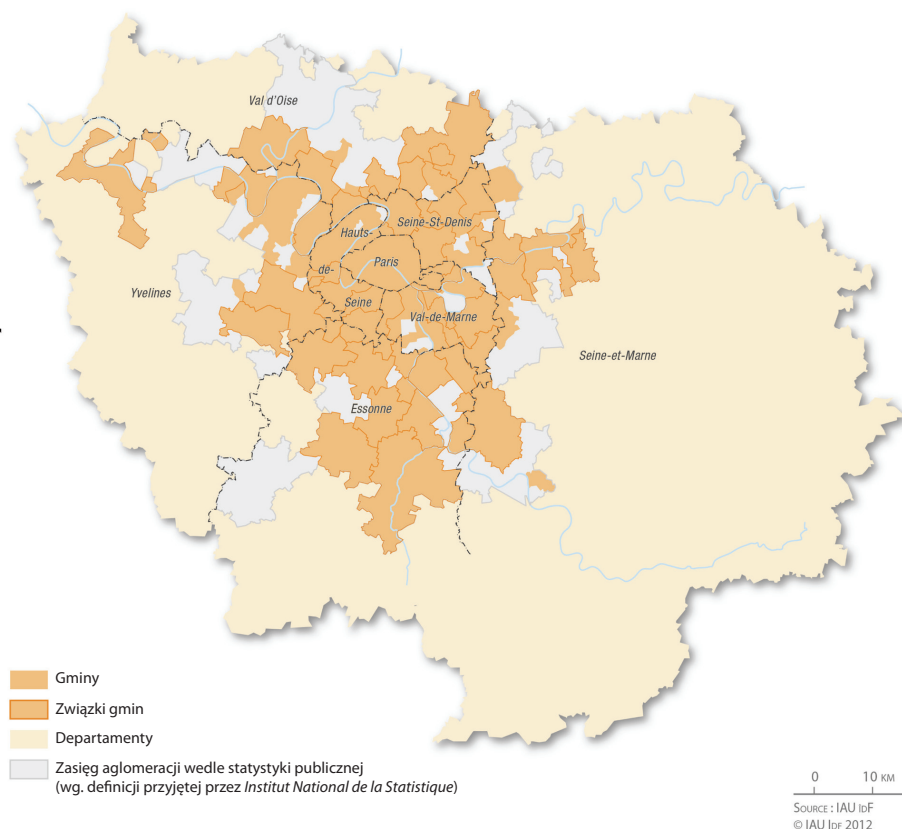 Val d'Oise
Seine-St-Denis
Hauts-
Paris
de-
Yvelines
Seine
Val-de-Marne
Seine-et-Marne
Essonne
Gminy
Związki gmin
Departamenty
Zasięg aglomeracji wedle statystyki publicznej
(wg. definicji przyjętej przez Institut National de la Statistique)
0 10 KM
SOURCE : IAU IDF
© IAU IDF 2012